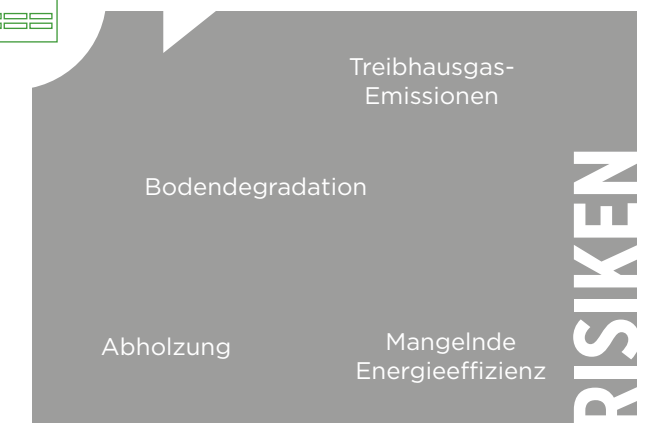 Treibhausgas-
Emissionen
Bodendegradation
Abholzung
Mangelnde
Energieeffizienz
RISIKEN